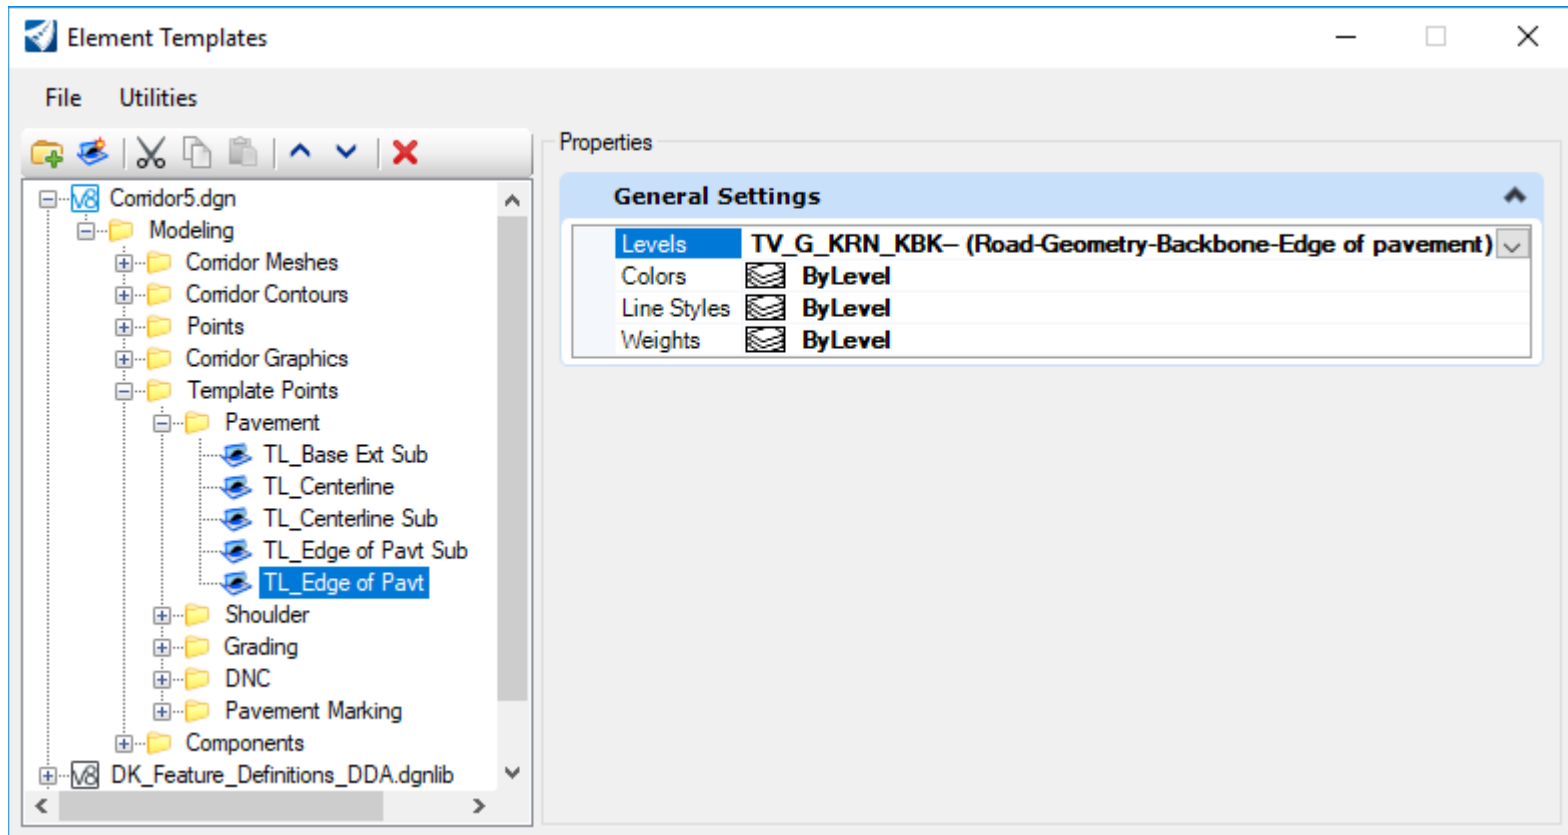 Element Templates
File Utilities
Properties
Corridor5.dgn
Modeling
Corridor Meshes
Corridor Contours
Points
Corridor Graphics
Template Points
Pavement
TL_Base Ext Sub
TL_Centerline
TL_Centerline Sub
TL_Edge of Pavt Sub
TL_Edge of Pavt
Shoulder
Grading
DNC
Pavement Marking
Components
DK_Feature_Definitions_DDA.dgnlib
General Settings
Levels TV_G_KRN_KBK-- (Road-Geometry-Backbone-Edge of pavement)
Colors ByLevel
Line Styles ByLevel
Weights ByLevel